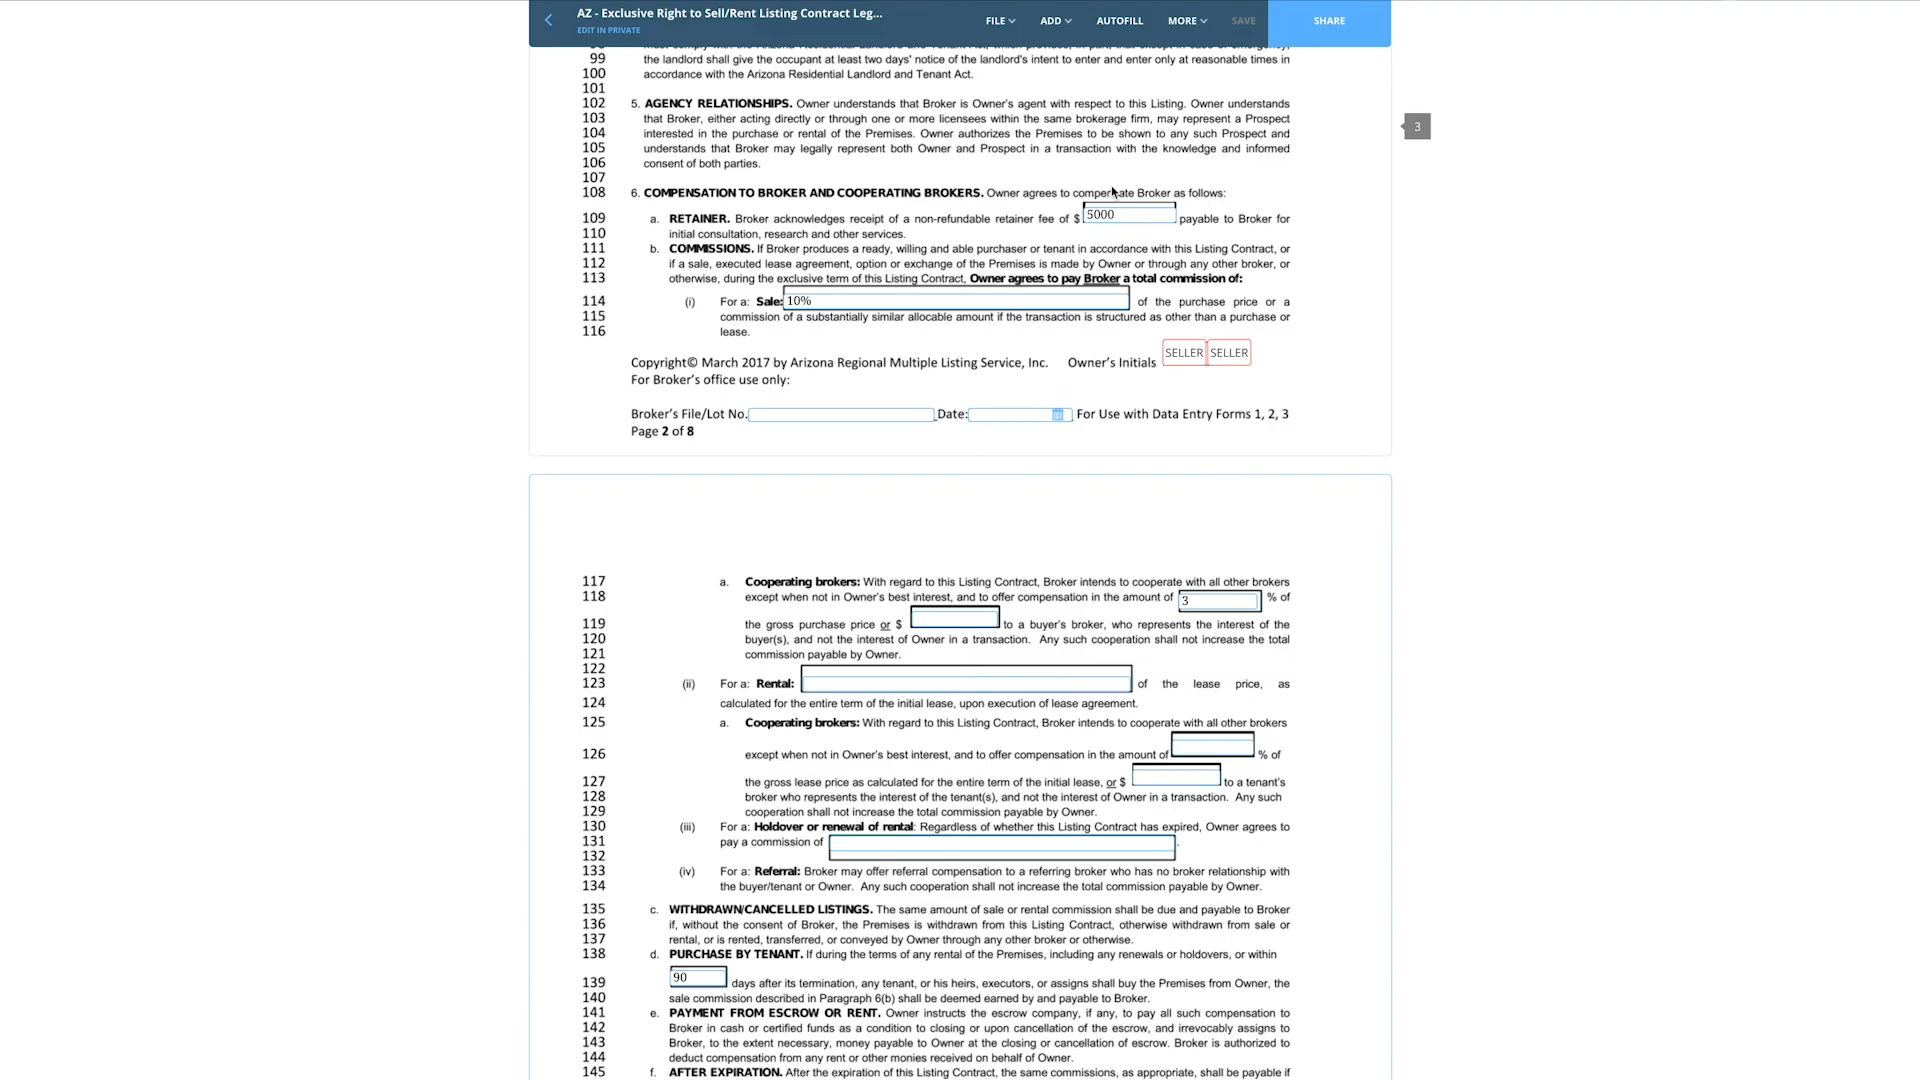 AZ - Exclusive Right to Sell/Rent Listing Contract Leg...
EDIT IN PRIVATE
FILE
ADD
AUTOFILL
MORE
SAVE
SHARE
3
99 the landlord shall give the occupant at least two days' notice of the landlord's intent to enter and enter only at reasonable times in
100 accordance with the Arizona Residential Landlord and Tenant Act.
101
102 5. AGENCY RELATIONSHIPS. Owner understands that Broker is Owner's agent with respect to this Listing. Owner understands
103 that Broker, either acting directly or through one or more licensees within the same brokerage firm, may represent a Prospect
104 interested in the purchase or rental of the Premises. Owner authorizes the Premises to be shown to any such Prospect and
105 understands that Broker may legally represent both Owner and Prospect in a transaction with the knowledge and informed
106 consent of both parties.
107
108 6. COMPENSATION TO BROKER AND COOPERATING BROKERS. Owner agrees to compensate Broker as follows:
109 a. RETAINER. Broker acknowledges receipt of a non-refundable retainer fee of $ 5000 payable to Broker for
110 initial consultation, research and other services.
111 b. COMMISSIONS. If Broker produces a ready, willing and able purchaser or tenant in accordance with this Listing Contract, or
112 if a sale, executed lease agreement, option or exchange of the Premises is made by Owner or through any other broker, or
113 otherwise, during the exclusive term of this Listing Contract, Owner agrees to pay Broker a total commission of:
114 (i) For a: Sale: 10% of the purchase price or a
115 commission of a substantially similar allocable amount if the transaction is structured as other than a purchase or
116 lease.
Copyright© March 2017 by Arizona Regional Multiple Listing Service, Inc. Owner's Initials SELLER SELLER
For Broker's office use only:
Broker's File/Lot No. Date: For Use with Data Entry Forms 1, 2, 3
Page 2 of 8
117 a. Cooperating brokers: With regard to this Listing Contract, Broker intends to cooperate with all other brokers
118 except when not in Owner's best interest, and to offer compensation in the amount of 3 % of
119 the gross purchase price or $ to a buyer's broker, who represents the interest of the
120 buyer(s), and not the interest of Owner in a transaction. Any such cooperation shall not increase the total
121 commission payable by Owner.
122
123 (ii) For a: Rental: of the lease price, as
124 calculated for the entire term of the initial lease, upon execution of lease agreement.
125 a. Cooperating brokers: With regard to this Listing Contract, Broker intends to cooperate with all other brokers
126 except when not in Owner's best interest, and to offer compensation in the amount of % of
127 the gross lease price as calculated for the entire term of the initial lease, or $ to a tenant's
128 broker who represents the interest of the tenant(s), and not the interest of Owner in a transaction. Any such
129 cooperation shall not increase the total commission payable by Owner.
130 (iii) For a: Holdover or renewal of rental: Regardless of whether this Listing Contract has expired, Owner agrees to
131 pay a commission of .
132
133 (iv) For a: Referral: Broker may offer referral compensation to a referring broker who has no broker relationship with
134 the buyer/tenant or Owner. Any such cooperation shall not increase the total commission payable by Owner.
135 c. WITHDRAWN/CANCELLED LISTINGS. The same amount of sale or rental commission shall be due and payable to Broker
136 if, without the consent of Broker, the Premises is withdrawn from this Listing Contract, otherwise withdrawn from sale or
137 rental, or is rented, transferred, or conveyed by Owner through any other broker or otherwise.
138 d. PURCHASE BY TENANT. If during the terms of any rental of the Premises, including any renewals or holdovers, or within
139 90 days after its termination, any tenant, or his heirs, executors, or assigns shall buy the Premises from Owner, the
140 sale commission described in Paragraph 6(b) shall be deemed earned by and payable to Broker.
141 e. PAYMENT FROM ESCROW OR RENT. Owner instructs the escrow company, if any, to pay all such compensation to
142 Broker in cash or certified funds as a condition to closing or upon cancellation of the escrow, and irrevocably assigns to
143 Broker, to the extent necessary, money payable to Owner at the closing or cancellation of escrow. Broker is authorized to
144 deduct compensation from any rent or other monies received on behalf of Owner.
145 f. AFTER EXPIRATION. After the expiration of this Listing Contract, the same commissions, as appropriate, shall be payable if